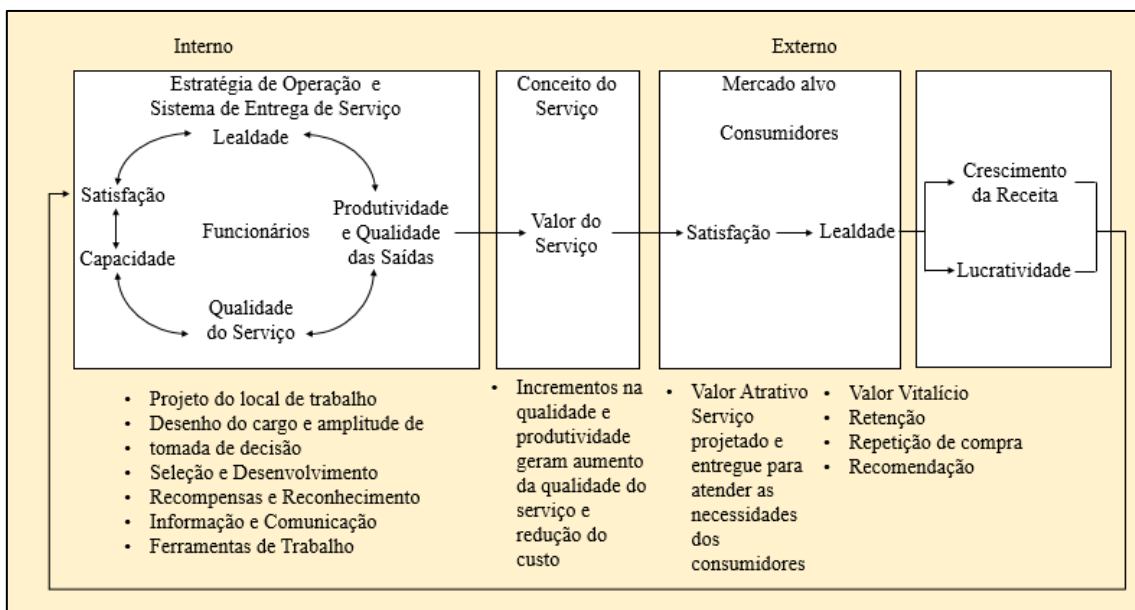 Interno
Externo
Estratégia de Operação e
Sistema de Entrega de Serviço
Lealdade
Satisfação
Capacidade
Funcionários
Produtividade
e Qualidade
das Saídas
Qualidade
do Serviço
Conceito do
Serviço
Valor do
Serviço
Mercado alvo
Consumidores
Satisfação
Lealdade
Crescimento
da Receita
Lucratividade
• Projeto do local de trabalho
• Desenho do cargo e amplitude de
• tomada de decisão
• Seleção e Desenvolvimento
• Recompensas e Reconhecimento
• Informação e Comunicação
• Ferramentas de Trabalho
• Incrementos na
qualidade e
produtividade
geram aumento
da qualidade do
serviço e
redução do
custo
• Valor Atrativo
Serviço
projetado e
entregue para
atender as
necessidades
dos
consumidores
• Valor Vitalício
• Retenção
• Repetição de compra
• Recomendação